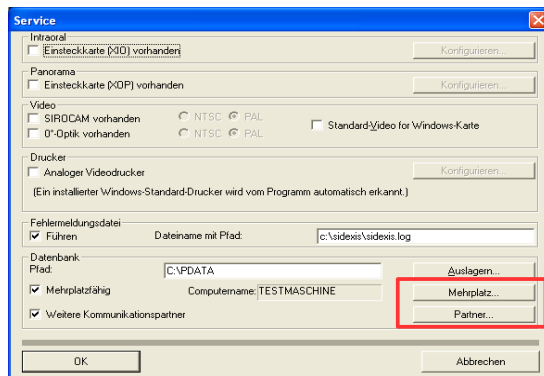 Service
Intraoral
Einsteckkarte (XIO) vorhanden
Konfigurieren...
Panorama
Einsteckkarte (XOP) vorhanden
Konfigurieren...
Video
SIROCAM vorhanden NTSC PAL
0°-Optik vorhanden NTSC PAL
Standard-Video for Windows-Karte
Drucker
Analoger Videodrucker
Konfigurieren...
(Ein installierter Windows-Standard-Drucker wird vom Programm automatisch erkannt.)
Fehlermeldungsdatei
Führen Dateiname mit Pfad: c:\sidexis\sidexis.log
Datenbank
Pfad: C:\PDATA Auslagern...
Mehrplatzfähig Computername: TESTMASCHINE Mehrplatz...
Weitere Kommunikationspartner Partner...
OK Abbrechen